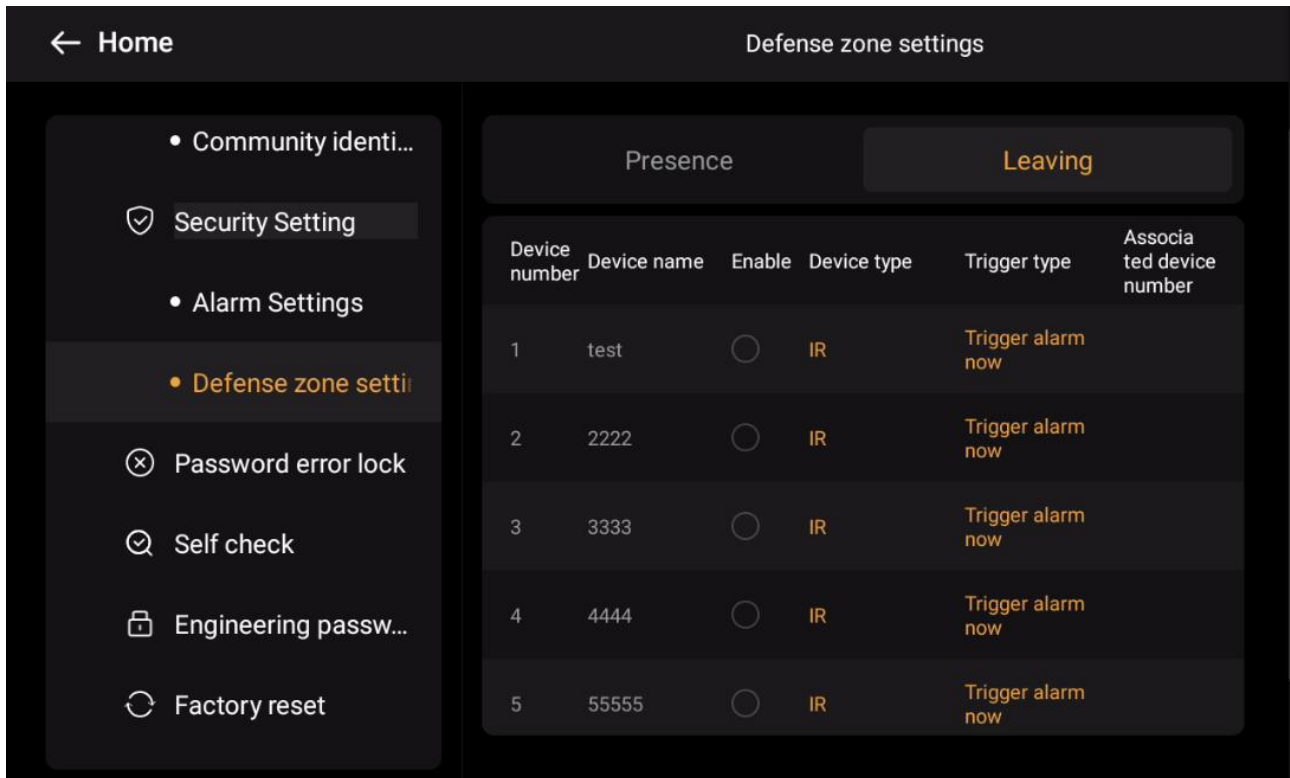 Home
Defense zone settings
Community identi...
Security Setting
Alarm Settings
Defense zone setti
Password error lock
Self check
Engineering passw...
Factory reset
Presence
Leaving
Device
number
Device name
Enable
Device type
Trigger type
Associa
ted device
number
1
test
IR
Trigger alarm
now
2
2222
IR
Trigger alarm
now
3
3333
IR
Trigger alarm
now
4
4444
IR
Trigger alarm
now
5
55555
IR
Trigger alarm
now